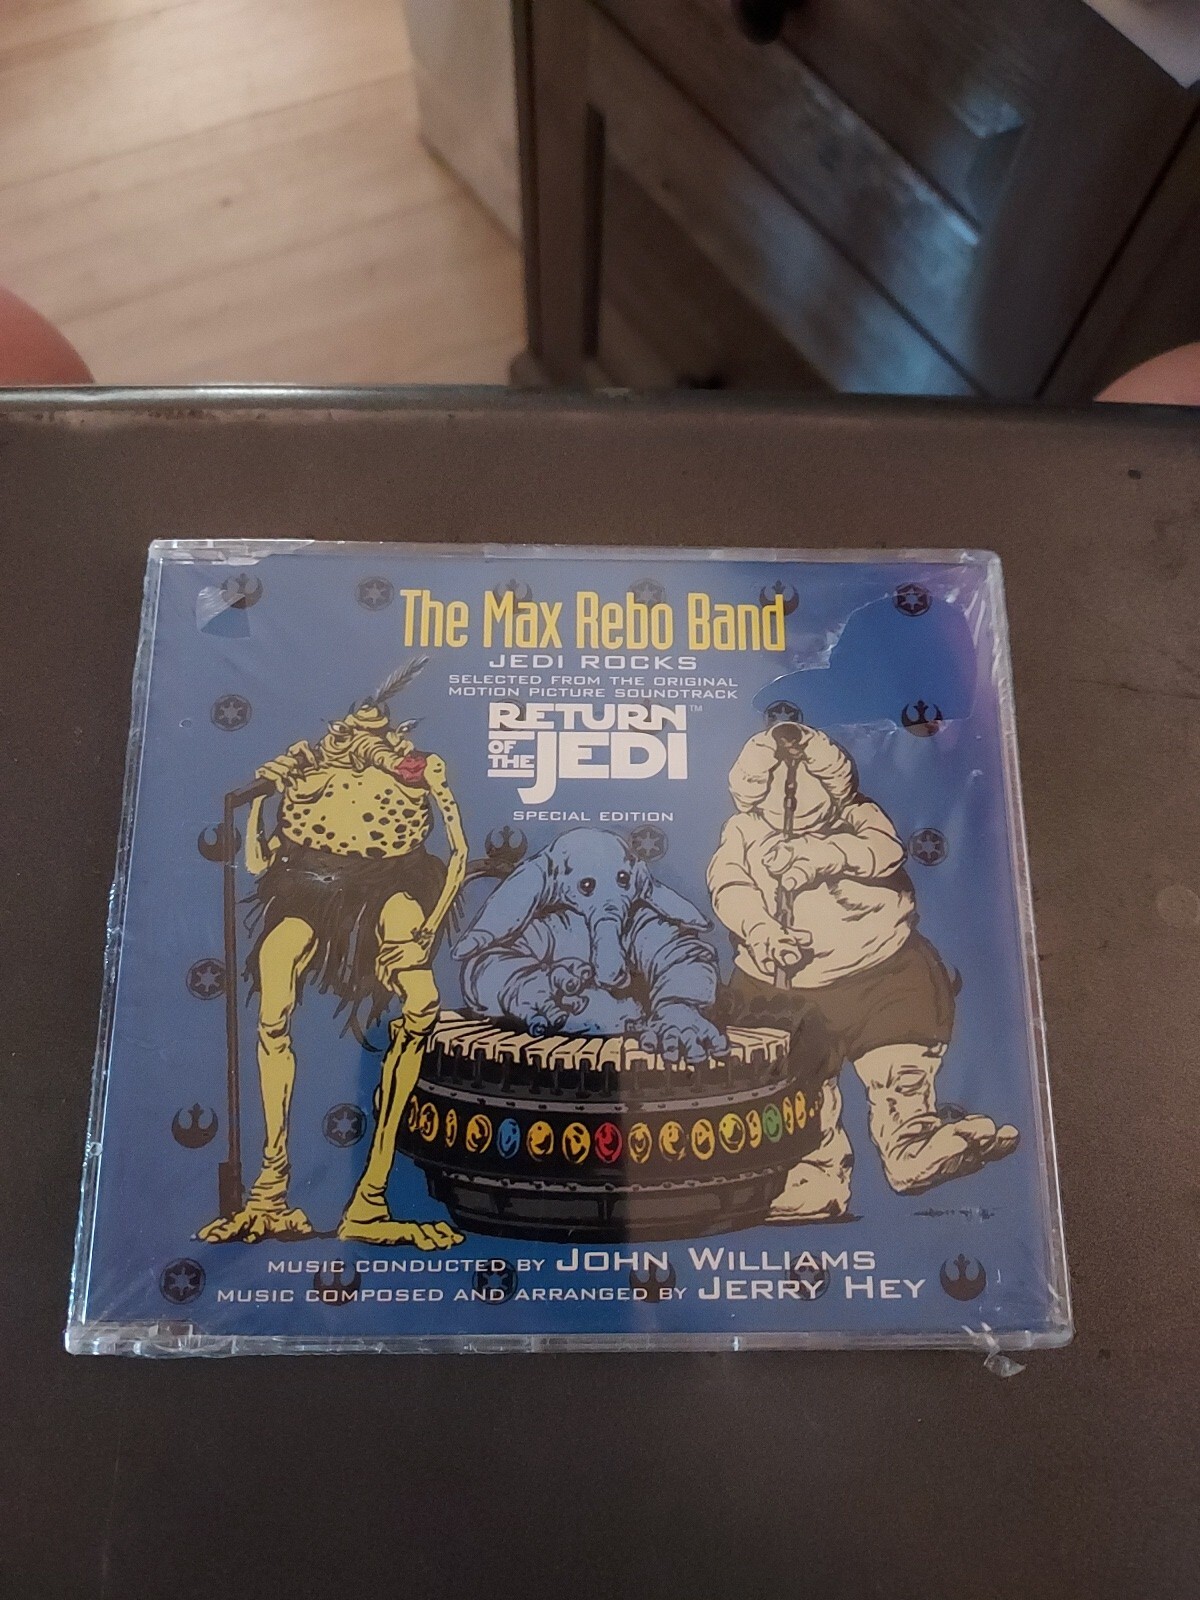 The Max Rebo Band
JEDI ROCKS
SELECTED FROM THE ORIGINAL
MOTION PICTURE SOUNDTRACK
RETURN™
OF THE JEDI
SPECIAL EDITION
MUSIC CONDUCTED BY JOHN WILLIAMS
MUSIC COMPOSED AND ARRANGED BY JERRY HEY